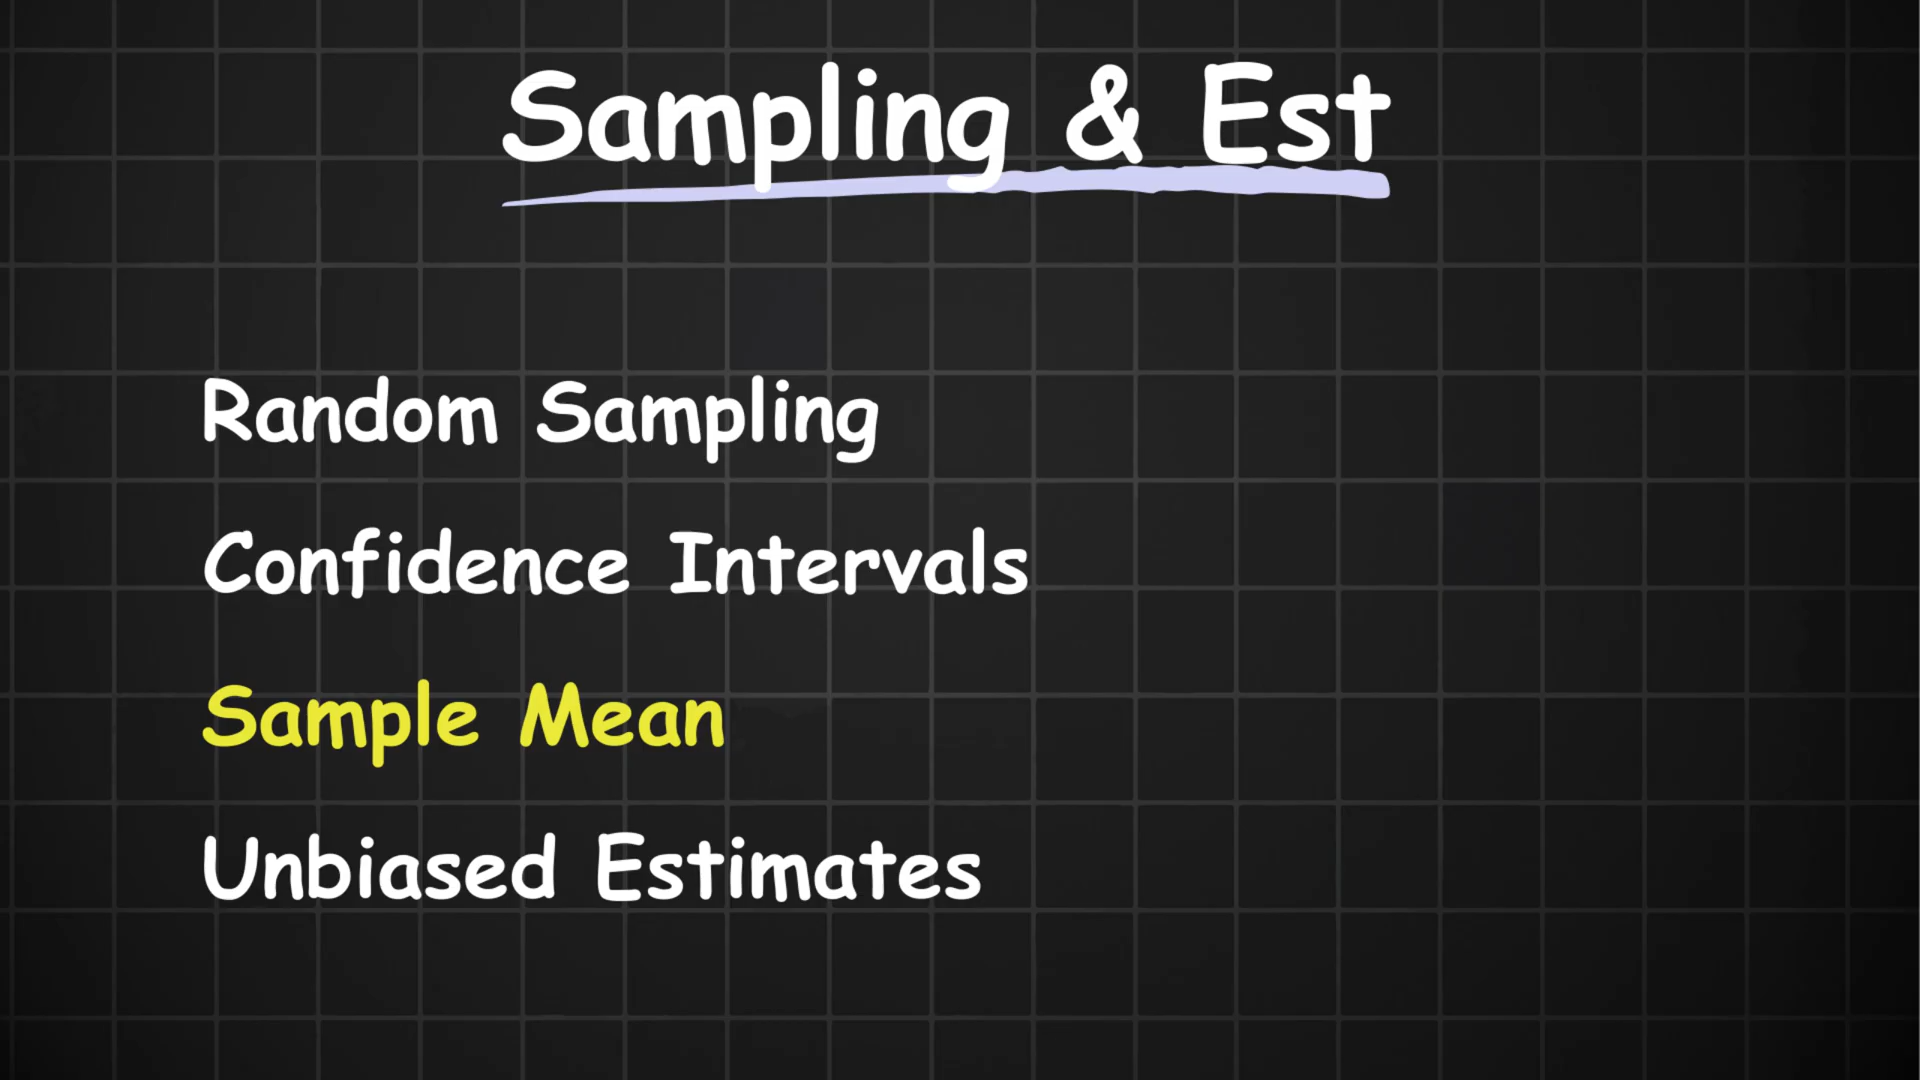 Sampling & Est
Random Sampling
Confidence Intervals
Sample Mean
Unbiased Estimates